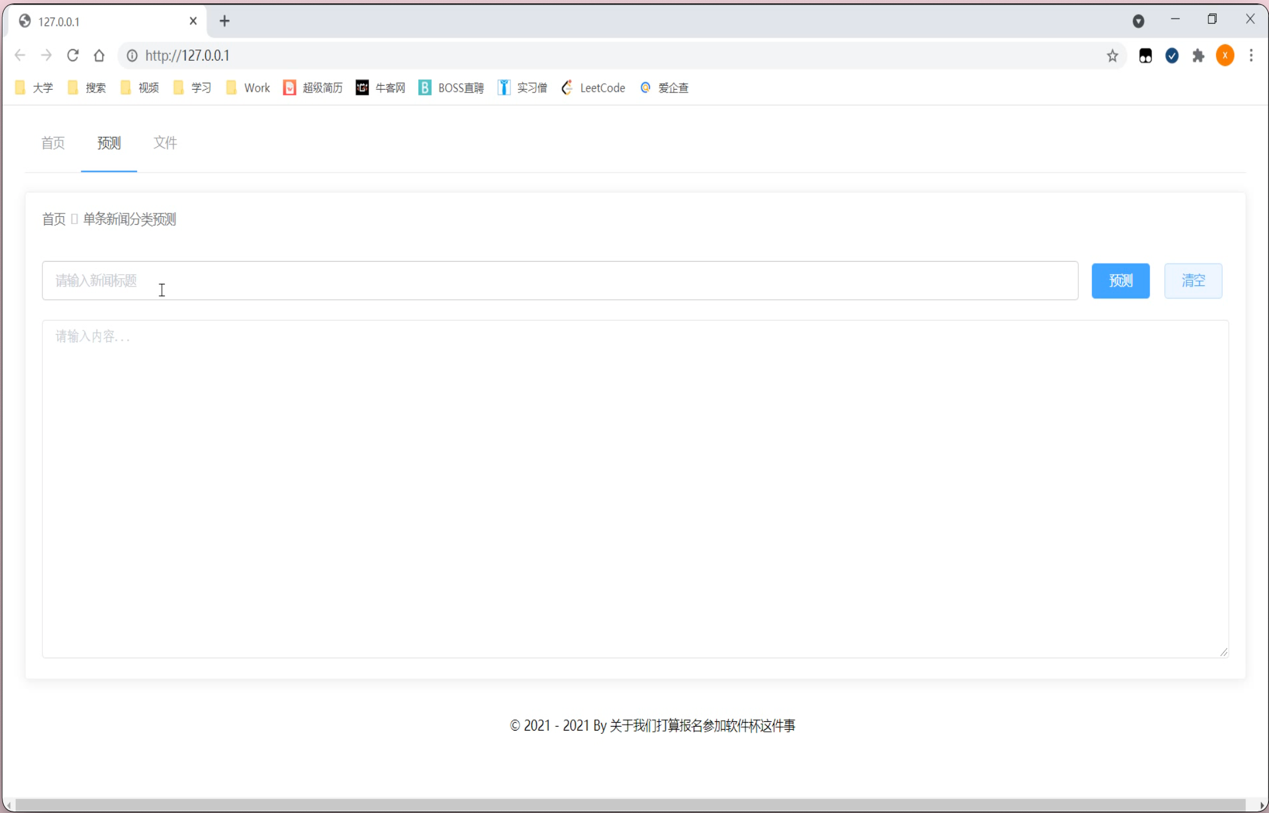 127.0.0.1
http://127.0.0.1
X
大学 搜索 视频 学习 Work 超级简历 牛客网 B BOSS直聘 实习僧 LeetCode 爱企查
首页 预测 文件
首页 单条新闻分类预测
请输入新闻标题 预测 清空
请输入内容...
© 2021 - 2021 By 关于我们打算报名参加软件杯这件事